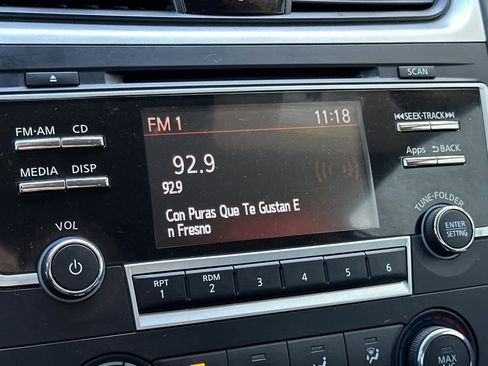 SCAN
FM·AM CD
MEDIA DISP
VOL
FM 1 11:18
92.9
92.9
Con Puras Que Te Gustan E
n Fresno
SEEK·TRACK
Apps BACK
TUNE·FOLDER
ENTER
SETTING
RPT
1
RDM
2
3
4
5
6
MAX
A/C